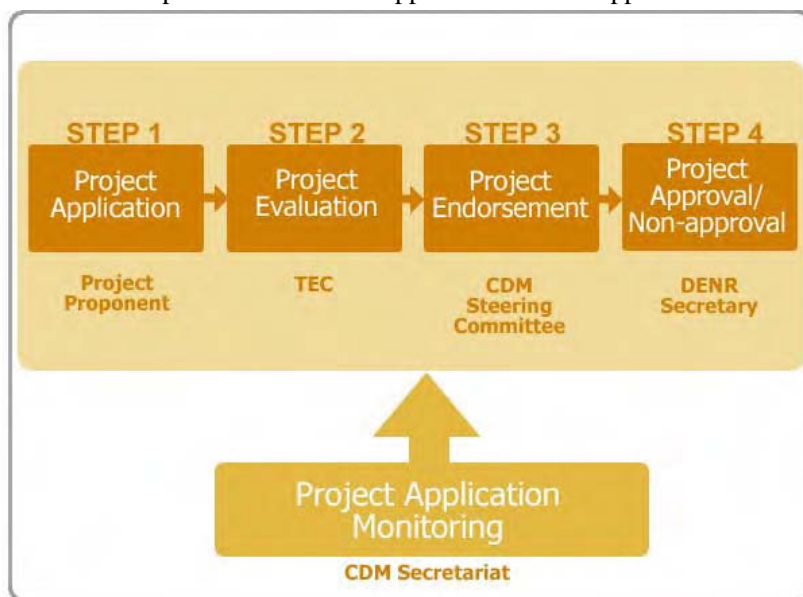 STEP 1
Project
Application
Project
Proponent
STEP 2
Project
Evaluation
TEC
STEP 3
Project
Endorsement
CDM
Steering
Committee
STEP 4
Project
Approval/
Non-approval
DENR
Secretary
Project Application
Monitoring
CDM Secretariat